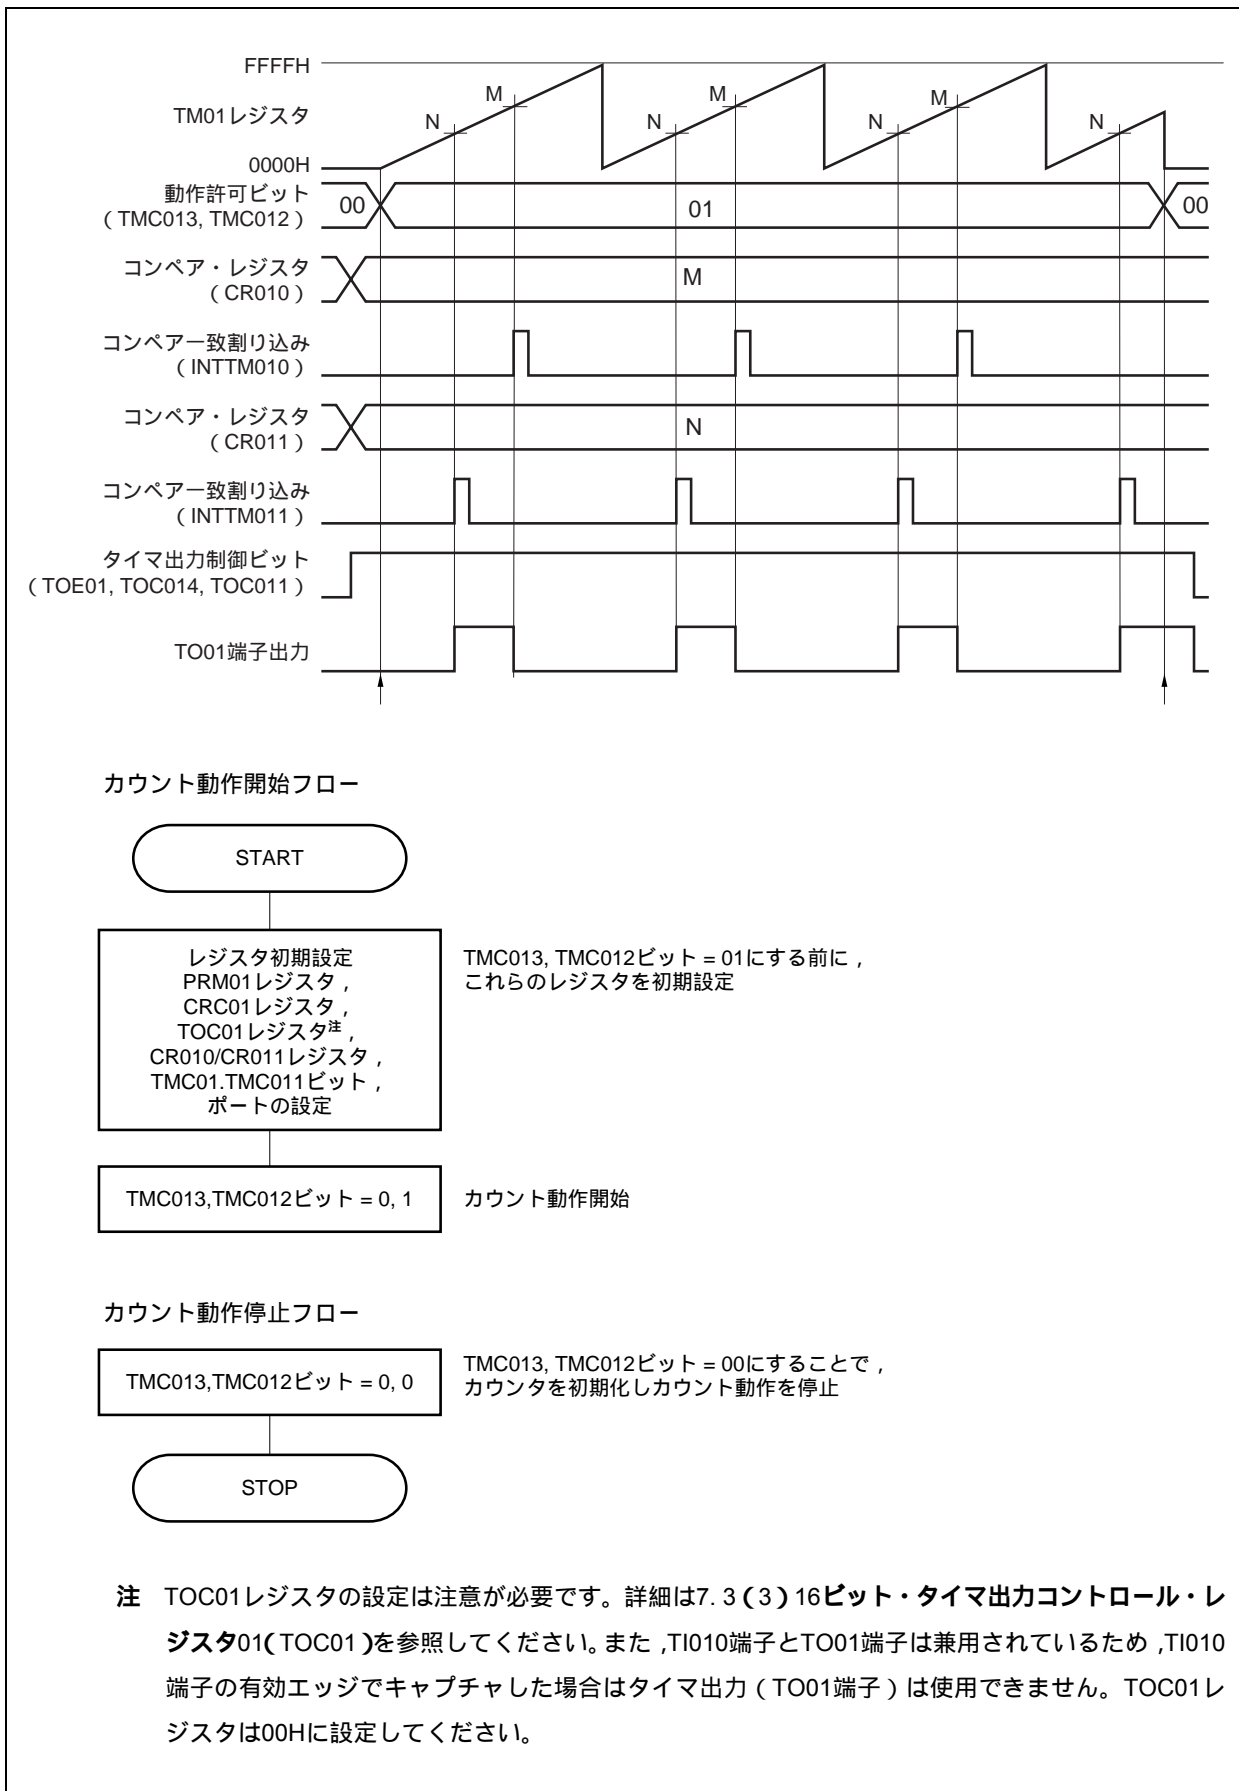 FFFFH
TM01レジスタ
0000H
N
M
N
M
N
M
N
動作許可ビット
（TMC013, TMC012）
00
01
00
コンペア・レジスタ
（CR010）
M
コンペア一致割り込み
（INTTM010）
コンペア・レジスタ
（CR011）
N
コンペア一致割り込み
（INTTM011）
タイマ出力制御ビット
（TOE01, TOC014, TOC011）
TO01端子出力
カウント動作開始フロー
START
レジスタ初期設定
PRM01レジスタ，
CRC01レジスタ，
TOC01レジスタ注，
CR010/CR011レジスタ，
TMC01.TMC011ビット，
ポートの設定
TMC013, TMC012ビット = 01にする前に，
これらのレジスタを初期設定
TMC013,TMC012ビット = 0, 1
カウント動作開始
カウント動作停止フロー
TMC013,TMC012ビット = 0, 0
TMC013, TMC012ビット = 00にすることで，
カウンタを初期化しカウント動作を停止
STOP
注 TOC01レジスタの設定は注意が必要です。詳細は7. 3（3）16ビット・タイマ出力コントロール・レ
ジスタ01（TOC01）を参照してください。また，TI010端子とTO01端子は兼用されているため，TI010
端子の有効エッジでキャプチャした場合はタイマ出力（TO01端子）は使用できません。TOC01レ
ジスタは00Hに設定してください。